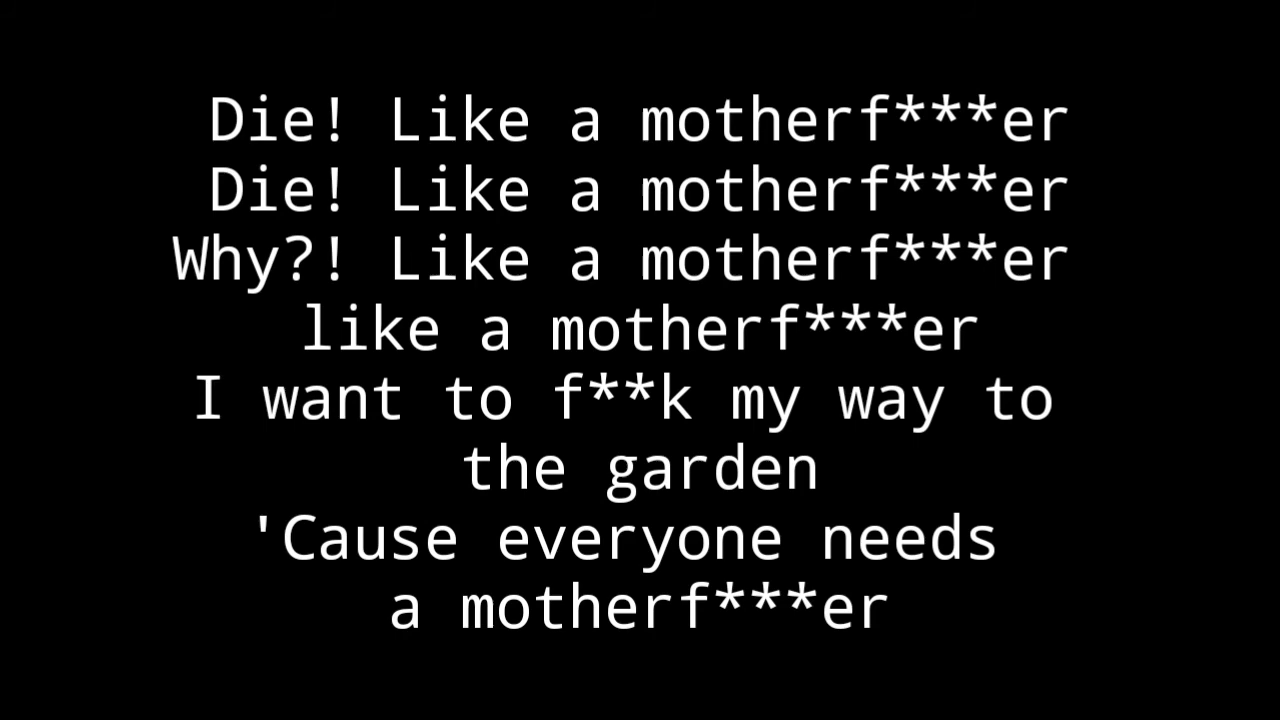 Die! Like a motherf***er
Die! Like a motherf***er
Why?! Like a motherf***er
like a motherf***er
I want to f**k my way to
the garden
'Cause everyone needs
a motherf***er